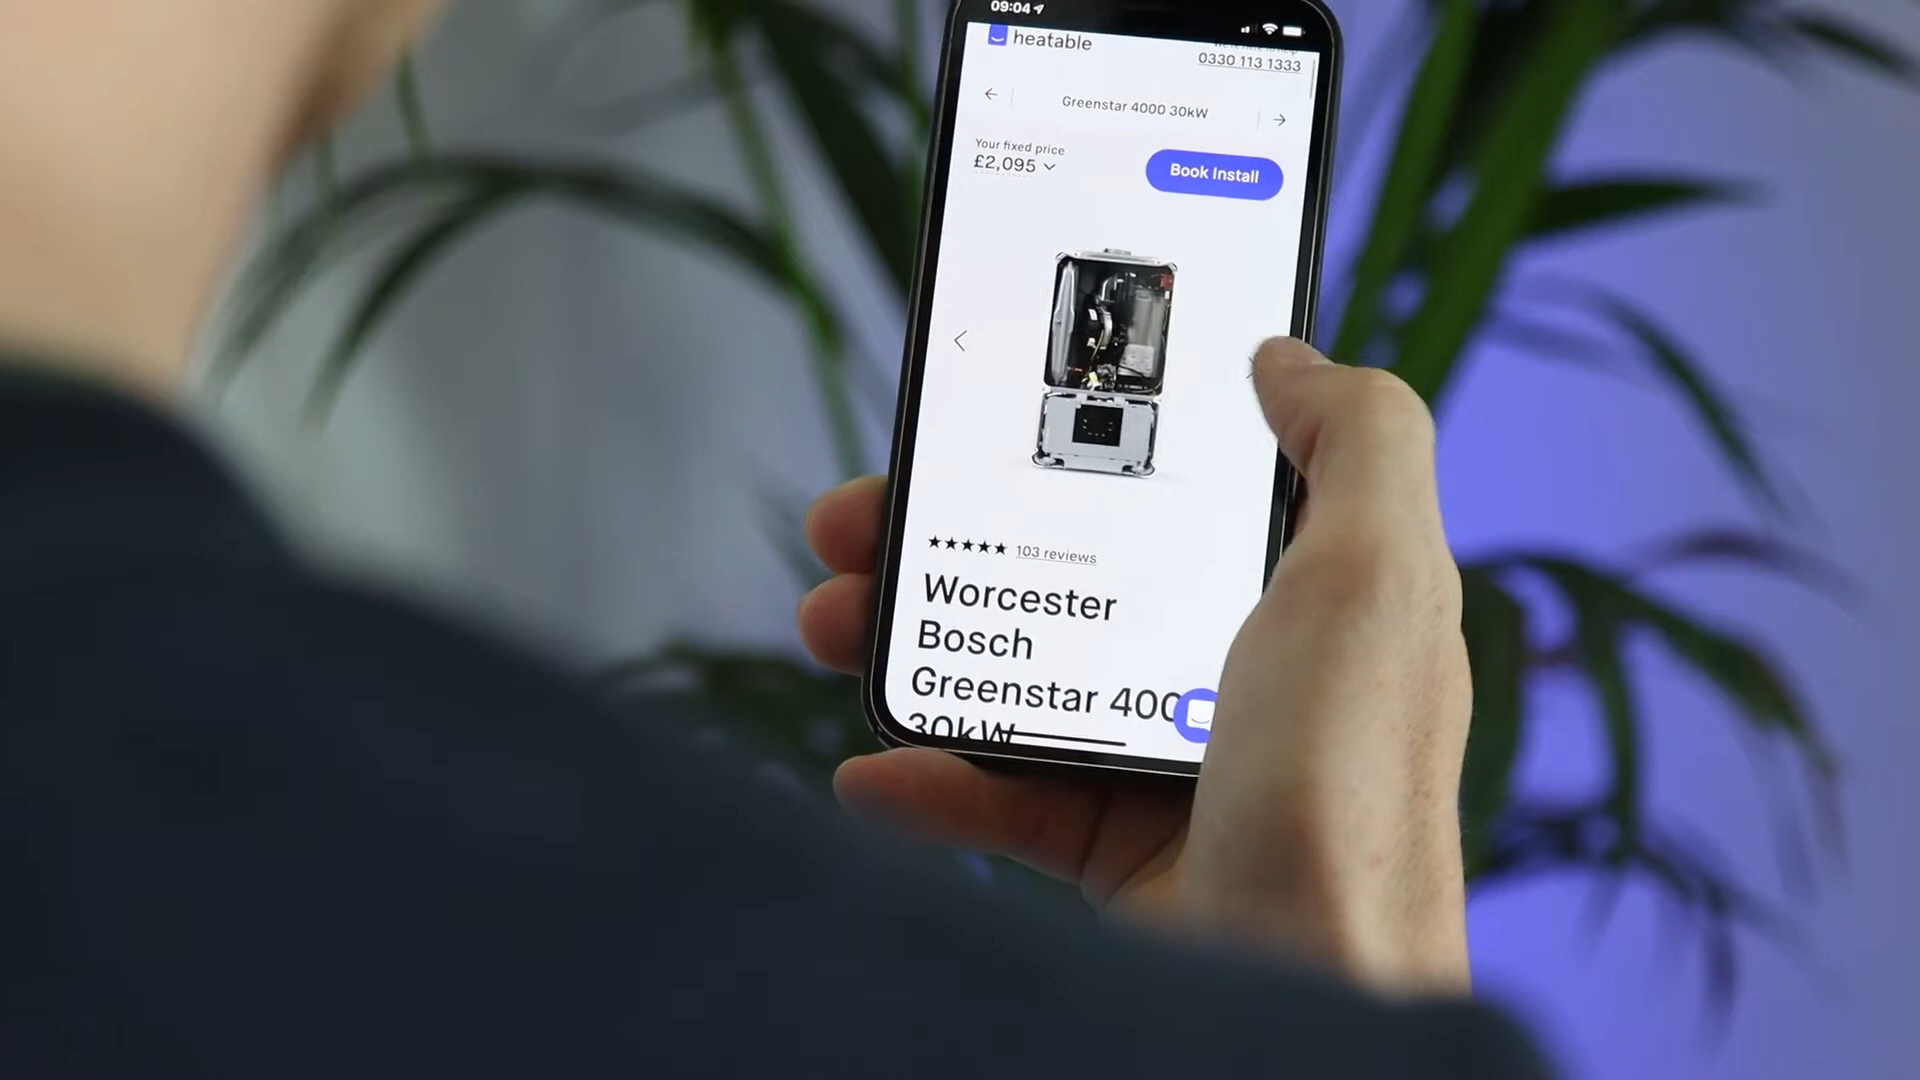 09:04
heatable
0330 113 1333
Greenstar 4000 30kW
Your fixed price
£2,095
Book Install
★★★★★ 103 reviews
Worcester
Bosch
Greenstar 400
30kW